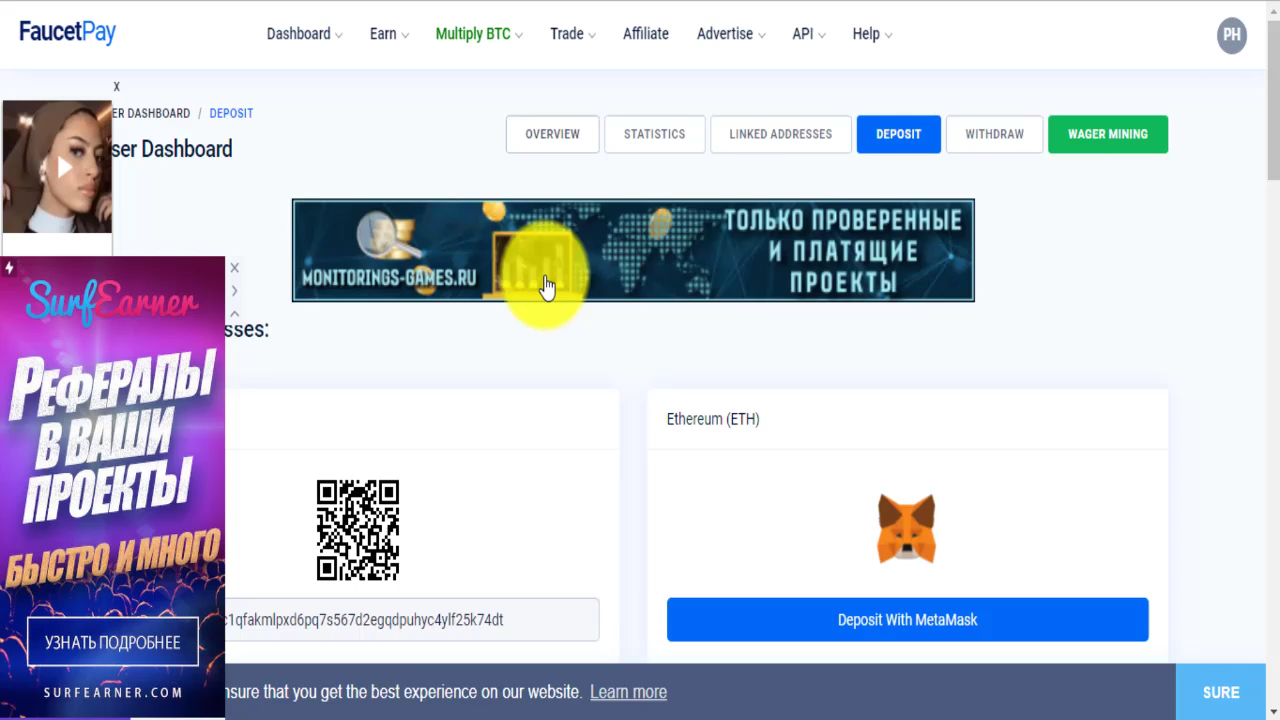 FaucetPay
Dashboard Earn Multiply BTC Trade Affiliate Advertise API Help PH
X
ER DASHBOARD / DEPOSIT
ser Dashboard
OVERVIEW STATISTICS LINKED ADDRESSES DEPOSIT WITHDRAW WAGER MINING
MONITORINGS-GAMES.RU
ТОЛЬКО ПРОВЕРЕННЫЕ
И ПЛАТЯЩИЕ
ПРОЕКТЫ
SurfEarner
РЕФЕРАЛЫ
В ВАШИ
ПРОЕКТЫ
БЫСТРО И МНОГО
УЗНАТЬ ПОДРОБНЕЕ
SURFEARNER.COM
sses:
Ethereum (ETH)
c1qfakmlpxd6pq7s567d2egqdpuhyc4ylf25k74dt
Deposit With MetaMask
nsure that you get the best experience on our website. Learn more
SURE